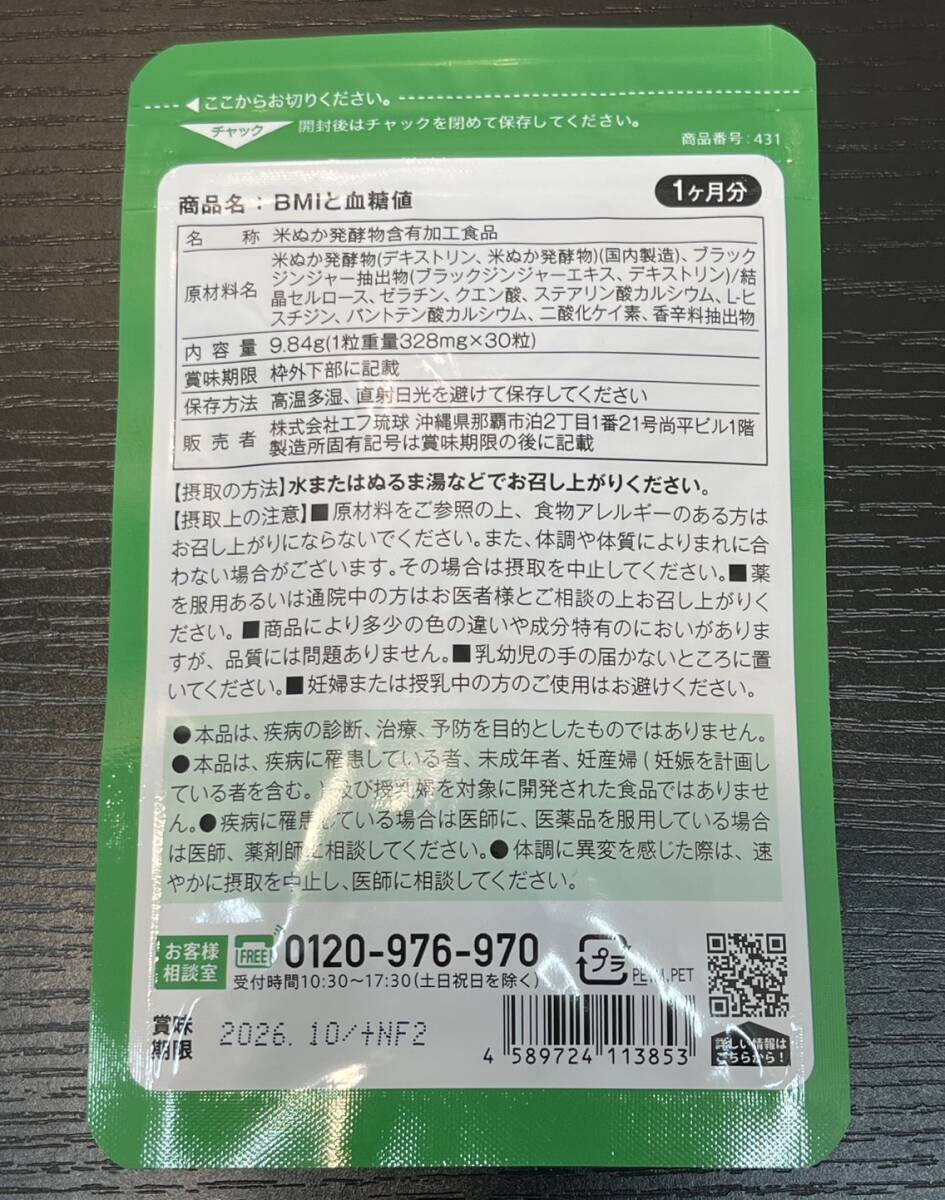 ◀ここからお切りください。
チャック 開封後はチャックを閉めて保存してください。
商品番号:431
商品名:BMIと血糖値 1ヶ月分
名称 米ぬか発酵物含有加工食品
原材料名 米ぬか発酵物(デキストリン、米ぬか発酵物)(国内製造)、ブラック
ジンジャー抽出物(ブラックジンジャーエキス、デキストリン)/結
晶セルロース、ゼラチン、クエン酸、ステアリン酸カルシウム、L-ヒ
スチジン、パントテン酸カルシウム、二酸化ケイ素、香辛料抽出物
内容量 9.84g(1粒重量328mg×30粒)
賞味期限 枠外下部に記載
保存方法 高温多湿、直射日光を避けて保存してください
販売者 株式会社エフ琉球 沖縄県那覇市泊2丁目1番21号尚平ビル1階
製造所固有記号は賞味期限の後に記載
【摂取の方法】水またはぬるま湯などでお召し上がりください。
【摂取上の注意】■原材料をご参照の上、食物アレルギーのある方は
お召し上がりにならないでください。また、体調や体質によりまれに合
わない場合がございます。その場合は摂取を中止してください。■薬
を服用あるいは通院中の方はお医者様とご相談の上お召し上がりく
ださい。■商品により多少の色の違いや成分特有のにおいがありま
すが、品質には問題ありません。■乳幼児の手の届かないところに置
いてください。■妊婦または授乳中の方のご使用はお避けください。
●本品は、疾病の診断、治療、予防を目的としたものではありません。
●本品は、疾病に罹患している者、未成年者、妊産婦(妊娠を計画し
ている者を含む。)及び授乳婦を対象に開発された食品ではありませ
ん。●疾病に罹患している場合は医師に、医薬品を服用している場合
は医師、薬剤師に相談してください。●体調に異変を感じた際は、速
やかに摂取を中止し、医師に相談してください。
お客様
相談室
FREE 0120-976-970
受付時間10:30〜17:30(土日祝日を除く)
プラ
PE,M,PET
賞味
期限
2026.10/+NF2
4 589724 113853
詳しい情報は
こちらから!